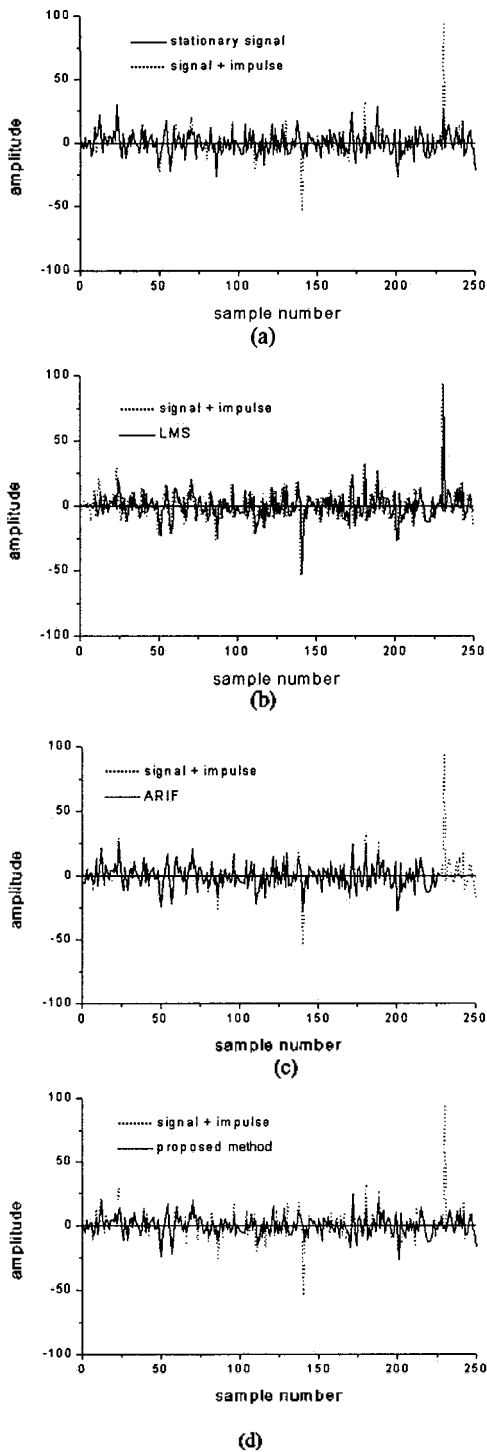 100
stationary signal
signal + impulse
50
0
-50
-100
amplitude
0 50 100 150 200 250
sample number
(a)
100
signal + impulse
LMS
50
0
-50
-100
amplitude
0 50 100 150 200 250
sample number
(b)
100
signal + impulse
ARIF
50
0
-50
-100
amplitude
0 50 100 150 200 250
sample number
(c)
100
signal + impulse
proposed method
50
0
-50
-100
amplitude
0 50 100 150 200 250
sample number
(d)